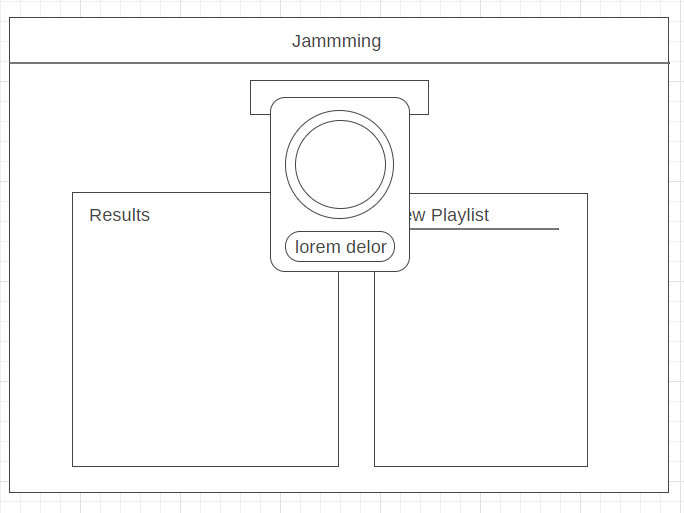 Jammming
Results
ew Playlist
lorem delor